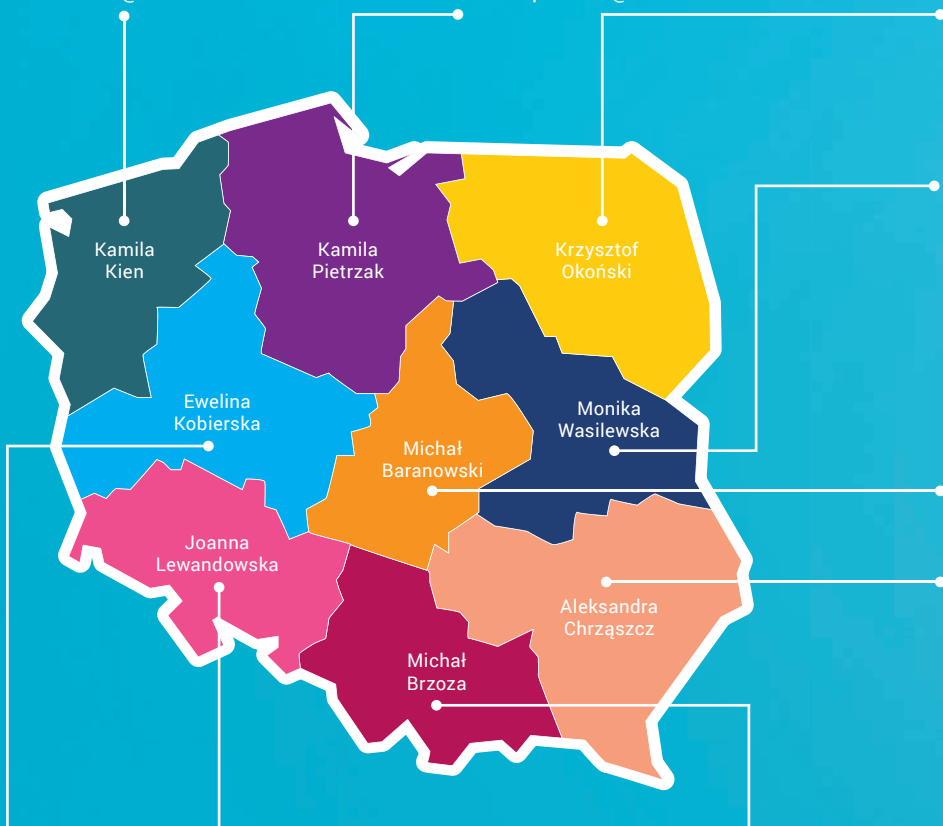 Kamila
Kien
Kamila
Pietrzak
Krzysztof
Okoński
Ewelina
Kobierska
Monika
Wasilewska
Michał
Baranowski
Joanna
Lewandowska
Aleksandra
Chrząszcz
Michał
Brzoza